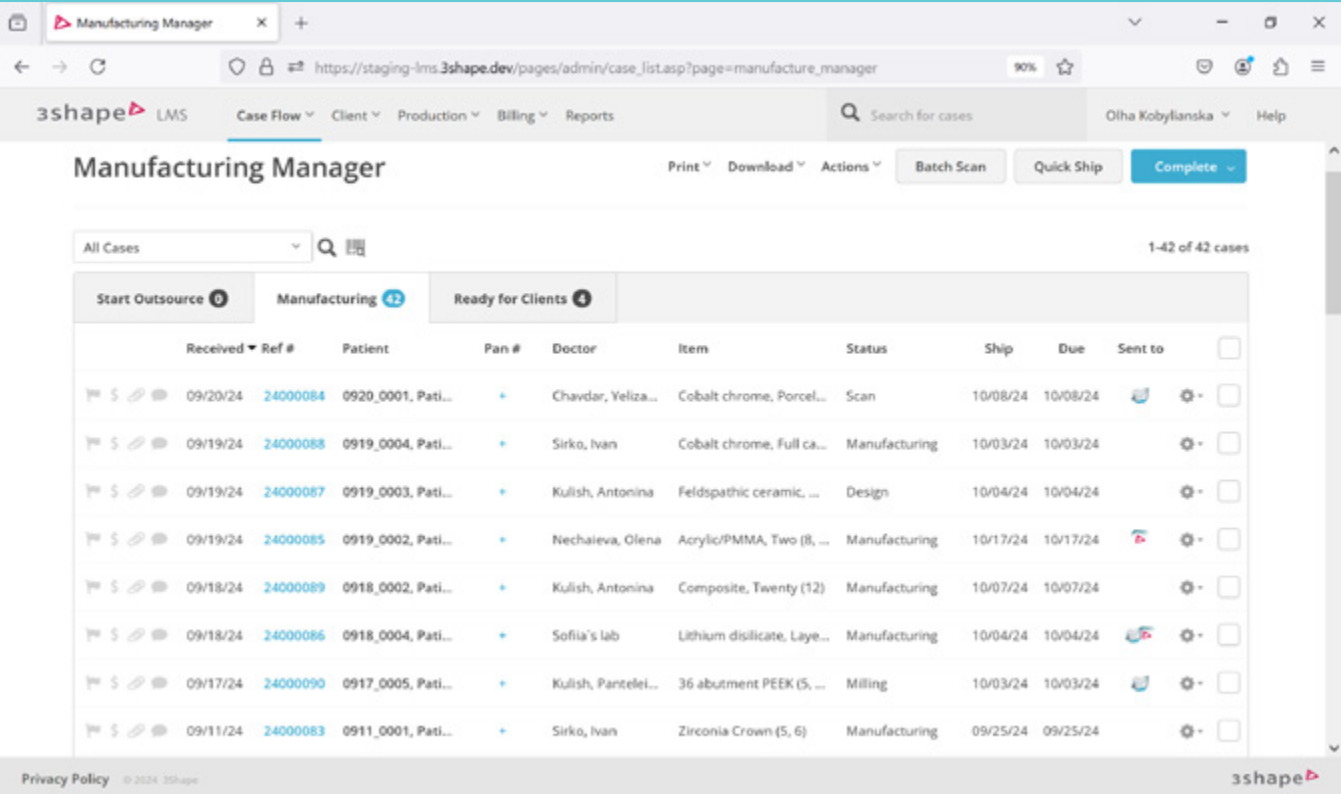 Manufacturing Manager
https://staging-lms.3shape.dev/pages/admin/case_list.asp?page=manufacture_manager 90%
3shape LMS Case Flow Client Production Billing Reports Search for cases Olha Kobylianska Help
Manufacturing Manager Print Download Actions Batch Scan Quick Ship Complete
All Cases 1-42 of 42 cases
Start Outsource 0 Manufacturing 42 Ready for Clients 4
Received Ref # Patient Pan # Doctor Item Status Ship Due Sent to
$ 09/20/24 24000084 0920_0001, Pati... + Chavdar, Yeliza... Cobalt chrome, Porcel... Scan 10/08/24 10/08/24
$ 09/19/24 24000088 0919_0004, Pati... + Sirko, Ivan Cobalt chrome, Full ca... Manufacturing 10/03/24 10/03/24
$ 09/19/24 24000087 0919_0003, Pati... + Kulish, Antonina Feldspathic ceramic, ... Design 10/04/24 10/04/24
$ 09/19/24 24000085 0919_0002, Pati... + Nechaieva, Olena Acrylic/PMMA, Two (8, ... Manufacturing 10/17/24 10/17/24
$ 09/18/24 24000089 0918_0002, Pati... + Kulish, Antonina Composite, Twenty (12) Manufacturing 10/07/24 10/07/24
$ 09/18/24 24000086 0918_0004, Pati... + Sofiia`s lab Lithium disilicate, Laye... Manufacturing 10/04/24 10/04/24
$ 09/17/24 24000090 0917_0005, Pati... + Kulish, Pantelei... 36 abutment PEEK (5, ... Milling 10/03/24 10/03/24
$ 09/11/24 24000083 0911_0001, Pati... + Sirko, Ivan Zirconia Crown (5, 6) Manufacturing 09/25/24 09/25/24
Privacy Policy © 2024 3Shape 3shape